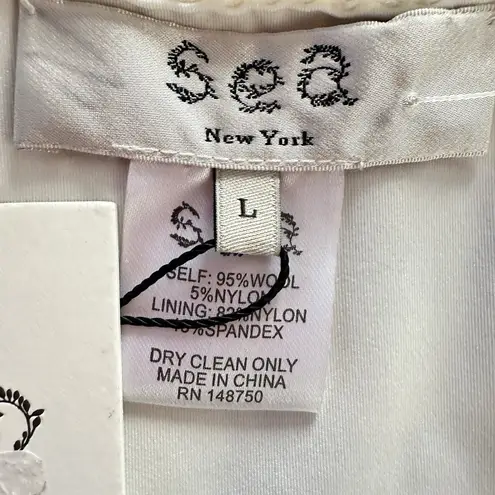 sea
New York
L
SELF: 95%WOOL
5%NYLON
LINING: 82%NYLON
%SPANDEX
DRY CLEAN ONLY
MADE IN CHINA
RN 148750